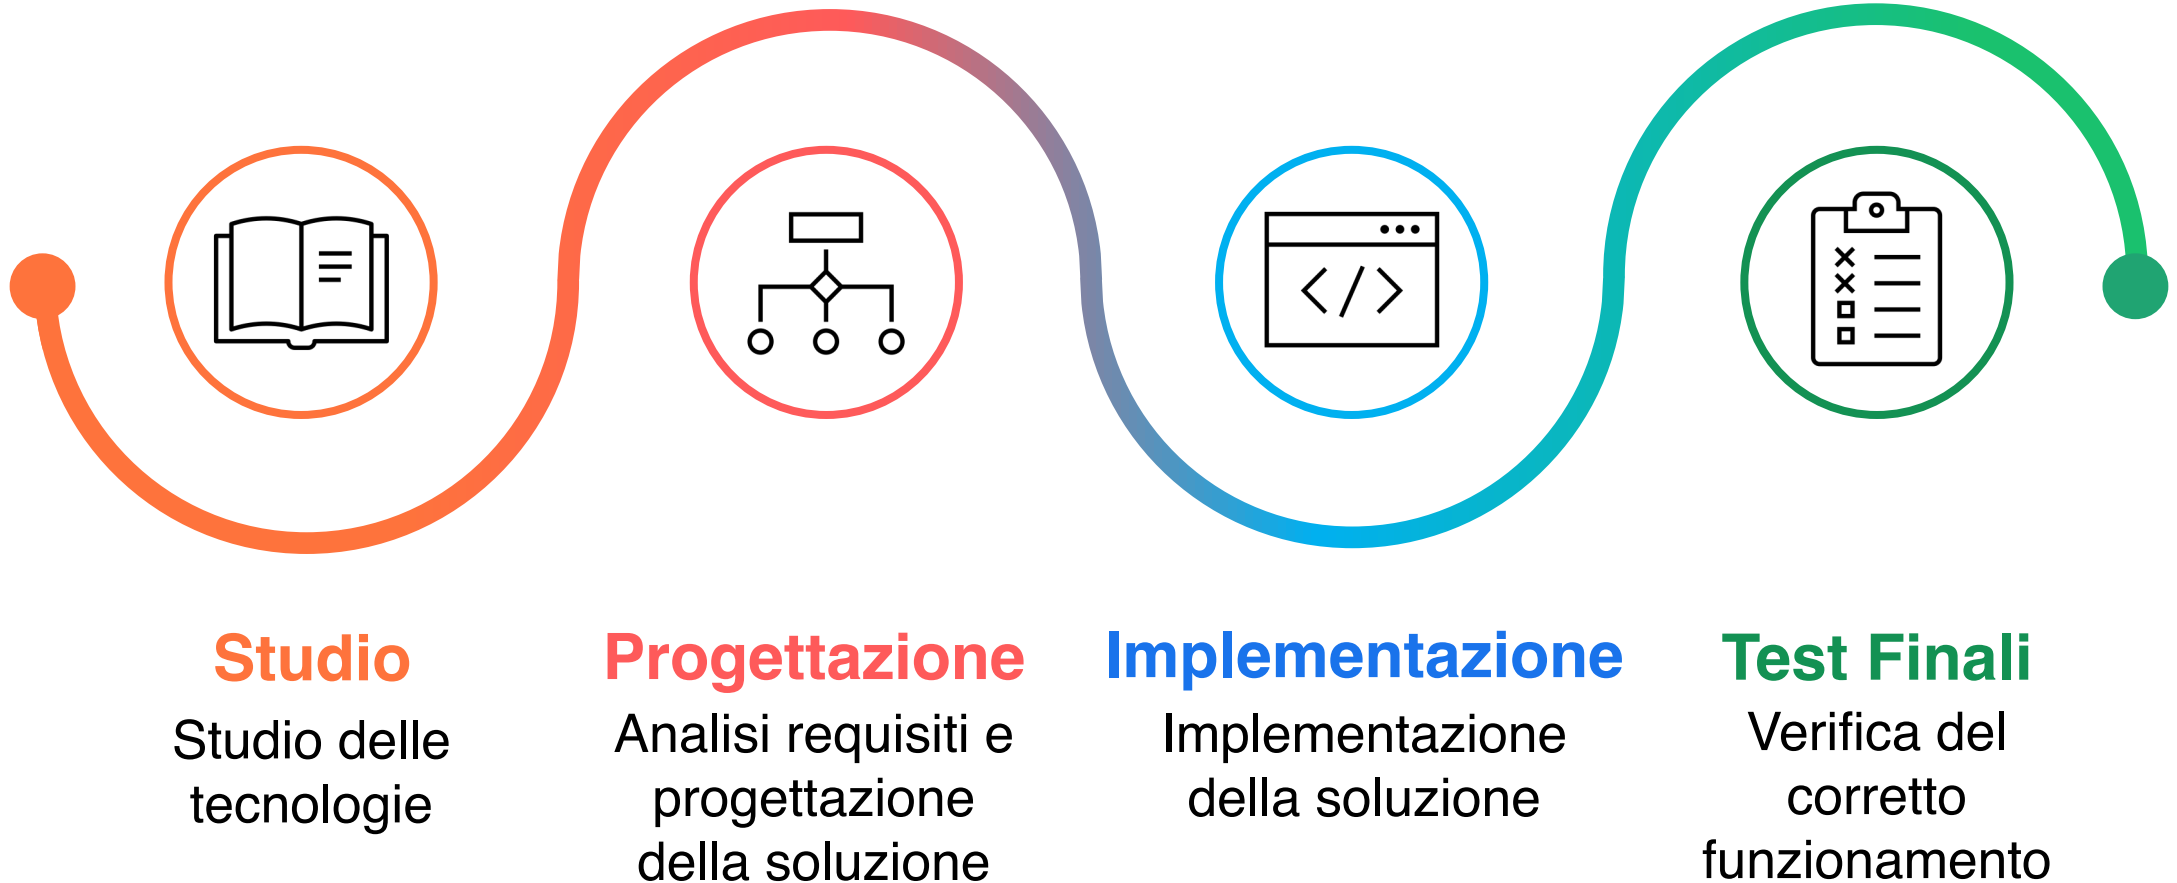 Studio
Studio delle
tecnologie
Progettazione
Analisi requisiti e
progettazione
della soluzione
Implementazione
Implementazione
della soluzione
Test Finali
Verifica del
corretto
funzionamento